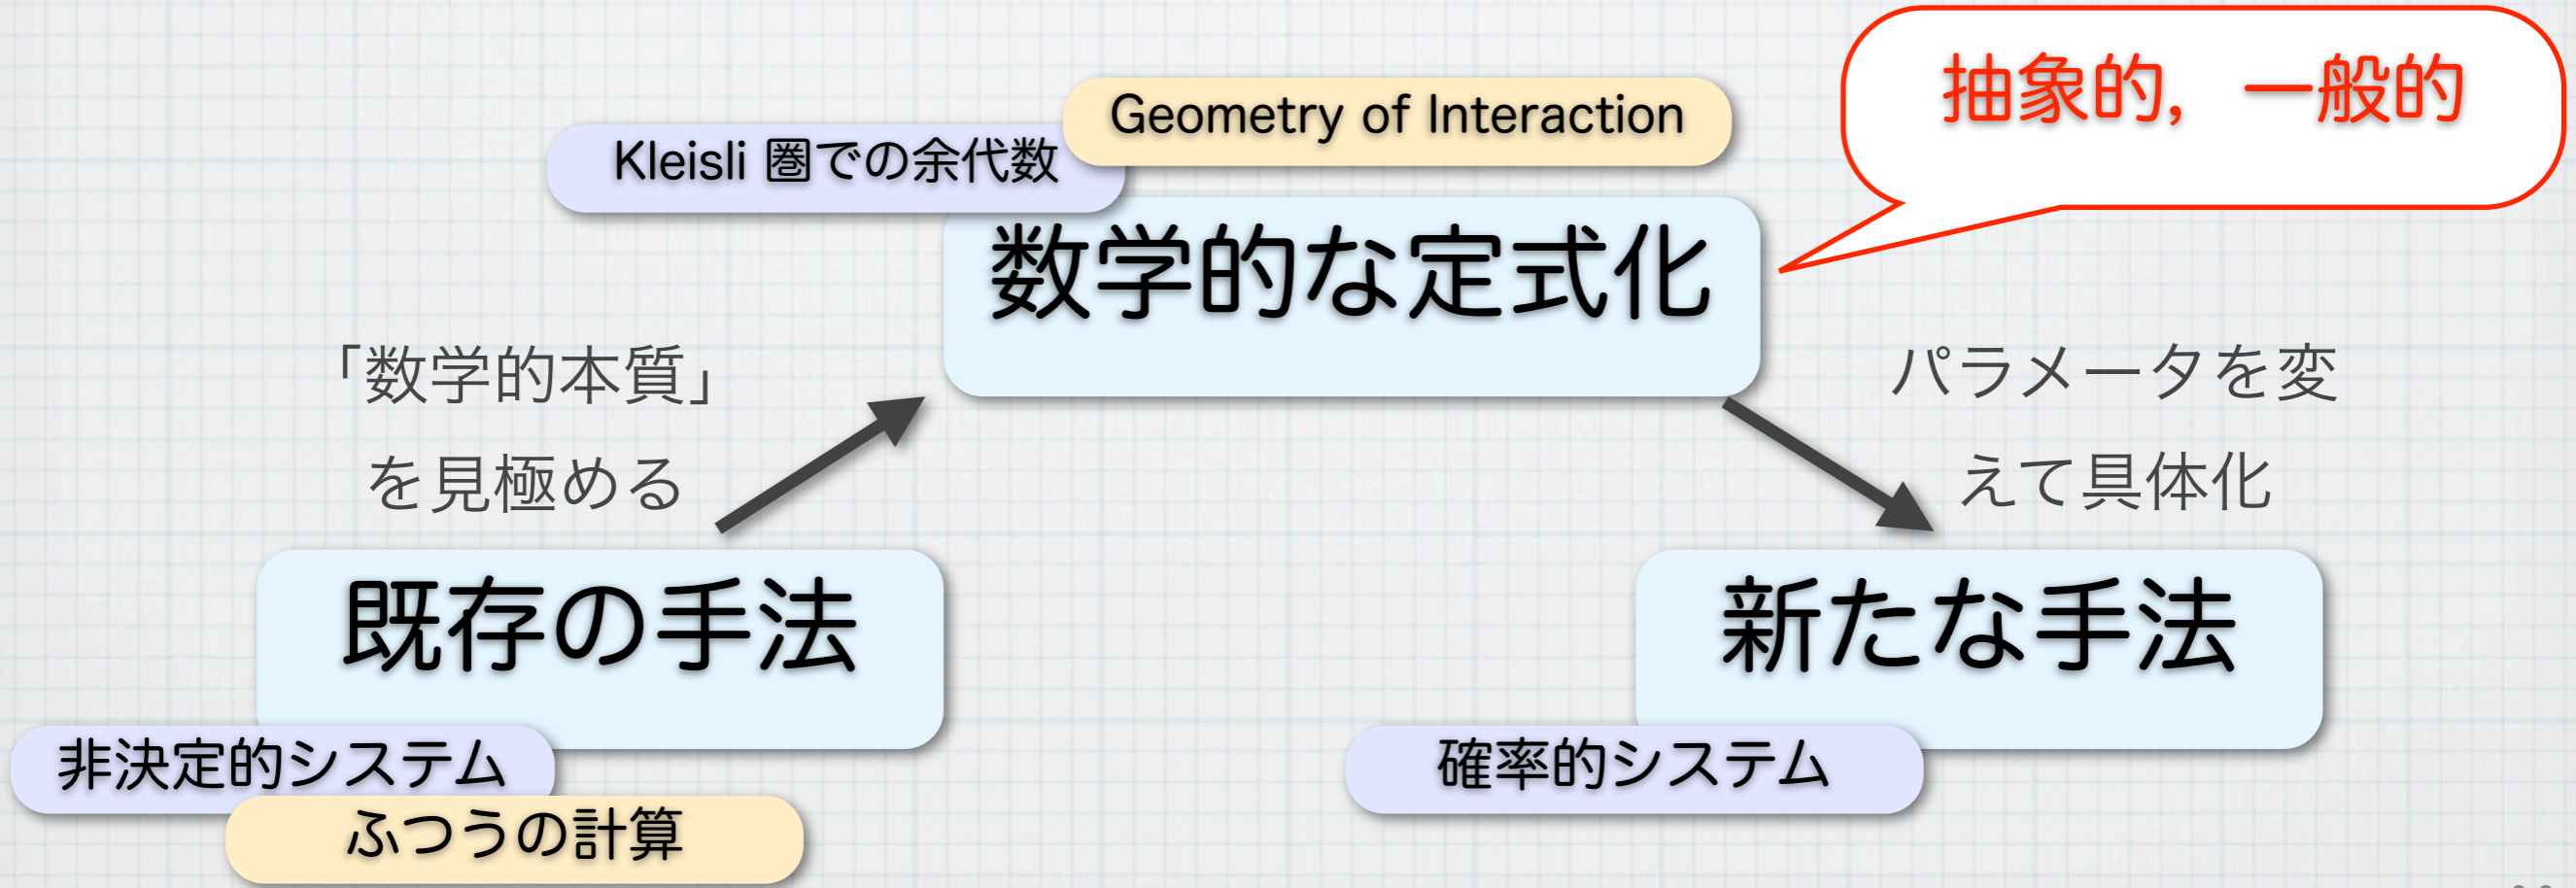 抽象的，一般的
Geometry of Interaction
Kleisli 圏での余代数
数学的な定式化
「数学的本質」
を見極める
パラメータを変
えて具体化
既存の手法
新たな手法
非決定的システム
ふつうの計算
確率的システム